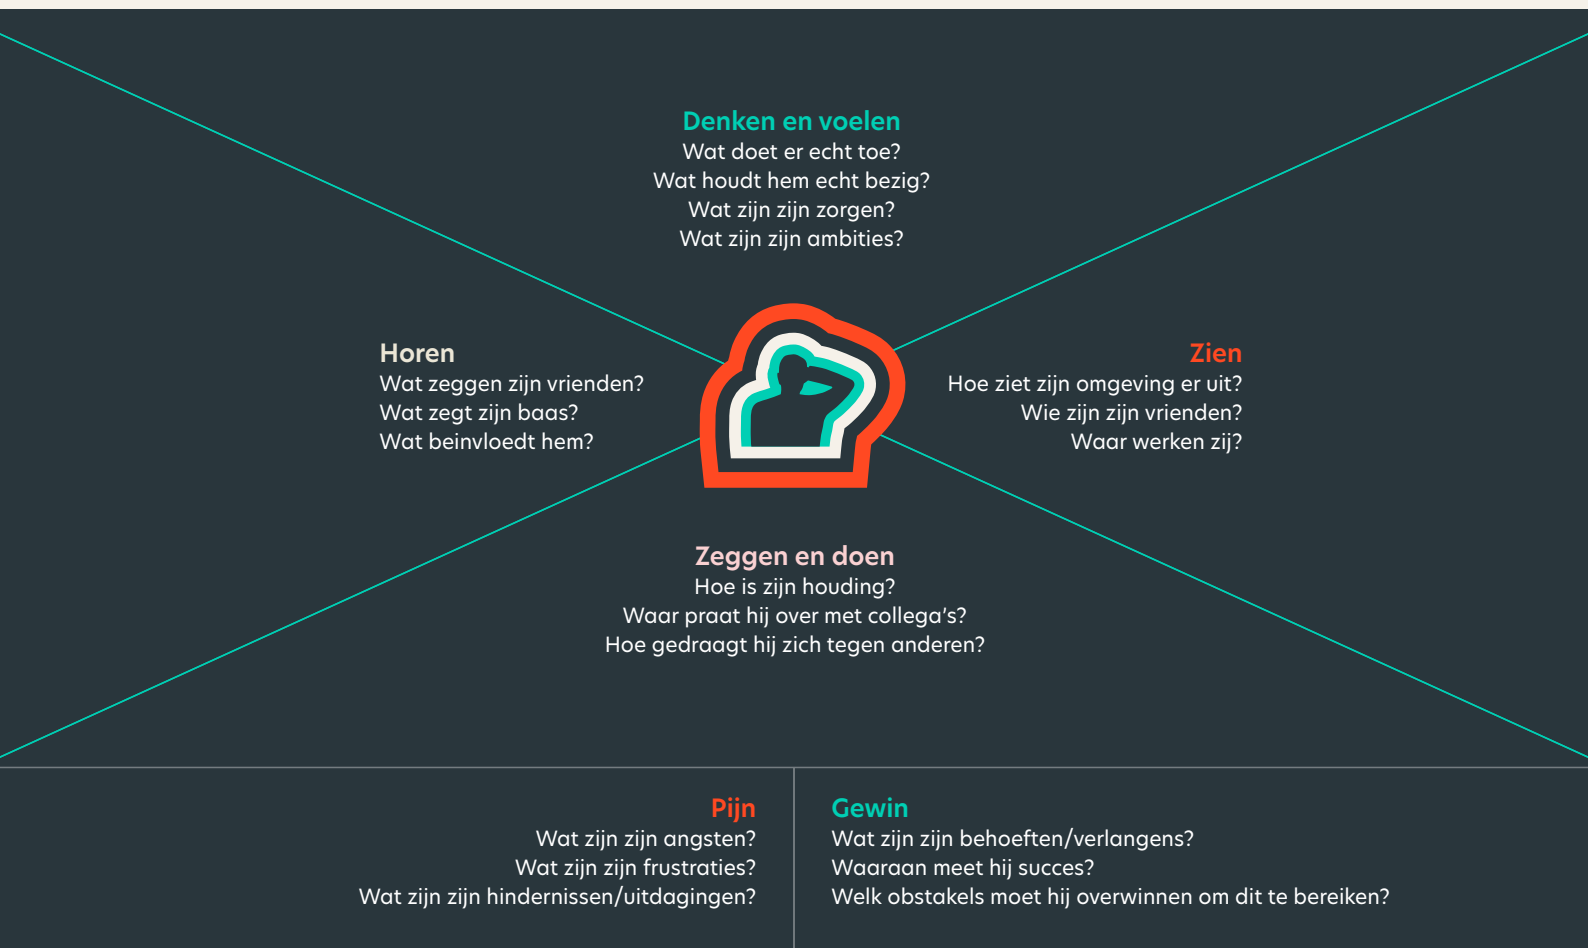 Denken en voelen
Wat doet er echt toe?
Wat houdt hem echt bezig?
Wat zijn zijn zorgen?
Wat zijn zijn ambities?
Horen
Wat zeggen zijn vrienden?
Wat zegt zijn baas?
Wat beinvloedt hem?
Zien
Hoe ziet zijn omgeving er uit?
Wie zijn zijn vrienden?
Waar werken zij?
Zeggen en doen
Hoe is zijn houding?
Waar praat hij over met collega's?
Hoe gedraagt hij zich tegen anderen?
Pijn
Wat zijn zijn angsten?
Wat zijn zijn frustraties?
Wat zijn zijn hindernissen/uitdagingen?
Gewin
Wat zijn zijn behoeften/verlangens?
Waaraan meet hij succes?
Welk obstakels moet hij overwinnen om dit te bereiken?